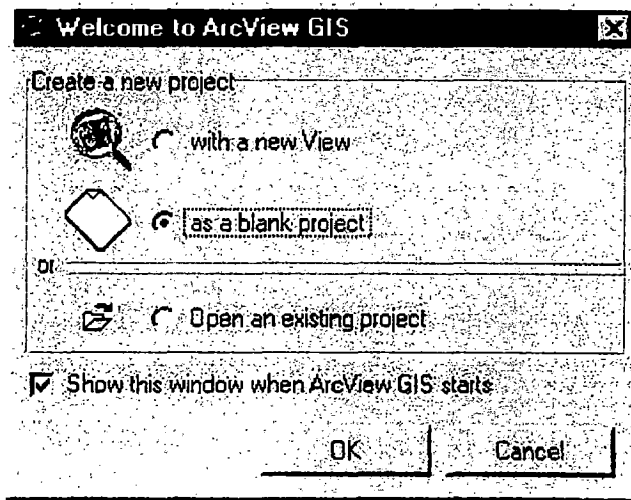 Welcome to ArcView GIS
Create a new project
with a new View
as a blank project
or
Open an existing project
Show this window when ArcView GIS starts
OK
Cancel